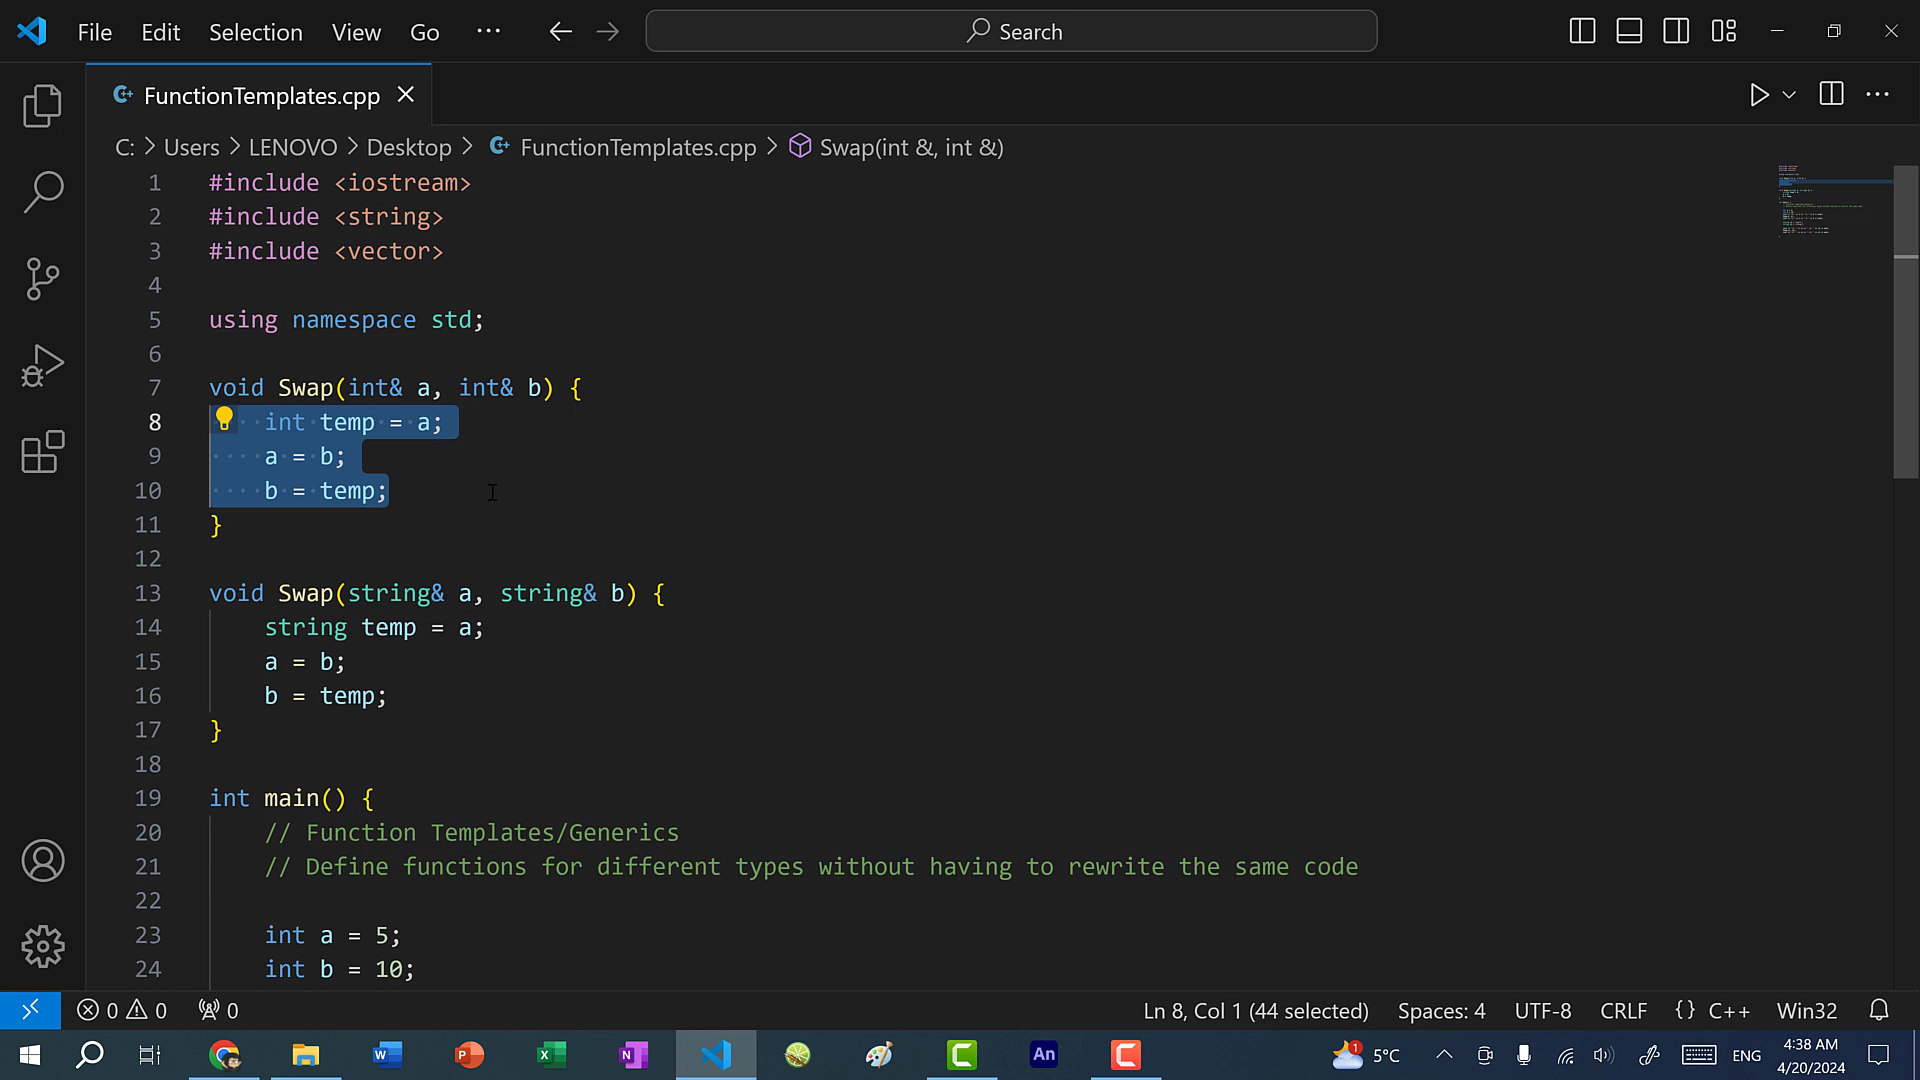 File Edit Selection View Go ··· Search
FunctionTemplates.cpp
C: > Users > LENOVO > Desktop > FunctionTemplates.cpp > Swap(int &, int &)
1 #include <iostream>
2 #include <string>
3 #include <vector>
4
5 using namespace std;
6
7 void Swap(int& a, int& b) {
8 int temp = a;
9 a = b;
10 b = temp;
11 }
12
13 void Swap(string& a, string& b) {
14 string temp = a;
15 a = b;
16 b = temp;
17 }
18
19 int main() {
20 // Function Templates/Generics
21 // Define functions for different types without having to rewrite the same code
22
23 int a = 5;
24 int b = 10;
0 0 0 Ln 8, Col 1 (44 selected) Spaces: 4 UTF-8 CRLF {} C++ Win32
W P X N An C 1 5°C ENG 4:38 AM
4/20/2024